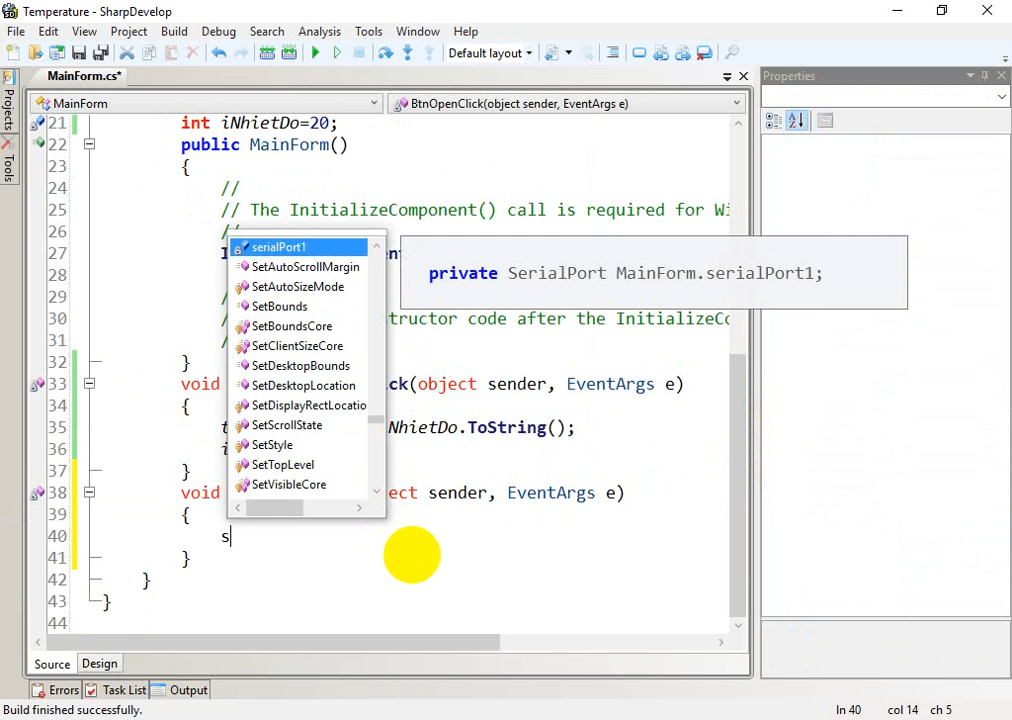 Temperature - SharpDevelop
File Edit View Project Build Debug Search Analysis Tools Window Help
Default layout
MainForm.cs*
Properties
MainForm
BtnOpenClick(object sender, EventArgs e)
Projects
Tools
21 int iNhietDo=20;
22 public MainForm()
23 {
24 //
25 // The InitializeComponent() call is required for Wi
26 //
27 I ent
28
29 /
30 / tructor code after the InitializeCo
31 /
32 }
33 void ck(object sender, EventArgs e)
34 {
35 t NhietDo.ToString();
36 i
37 }
38 void ect sender, EventArgs e)
39 {
40 s
41 }
42 }
43 }
44
serialPort1
SetAutoScrollMargin
SetAutoSizeMode
SetBounds
SetBoundsCore
SetClientSizeCore
SetDesktopBounds
SetDesktopLocation
SetDisplayRectLocatio
SetScrollState
SetStyle
SetTopLevel
SetVisibleCore
private SerialPort MainForm.serialPort1;
Source Design
Errors Task List Output
Build finished successfully.
ln 40 col 14 ch 5